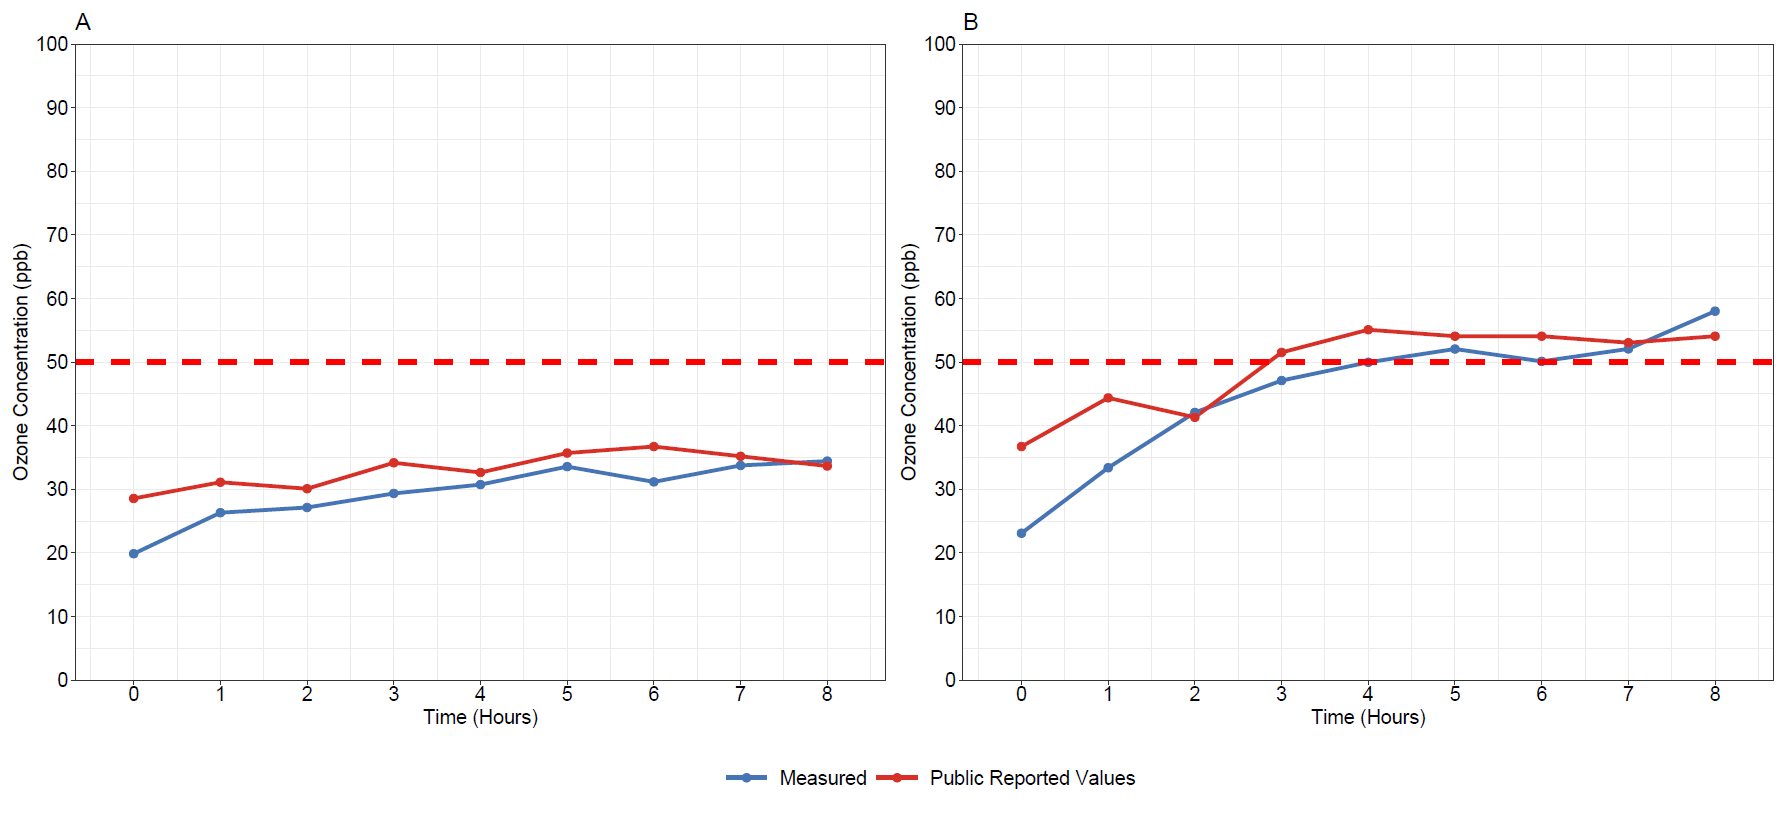 A
100
90
80
70
60
50
40
30
20
10
0
Ozone Concentration (ppb)
0 1 2 3 4 5 6 7 8
Time (Hours)
B
100
90
80
70
60
50
40
30
20
10
0
Ozone Concentration (ppb)
0 1 2 3 4 5 6 7 8
Time (Hours)
Measured Public Reported Values